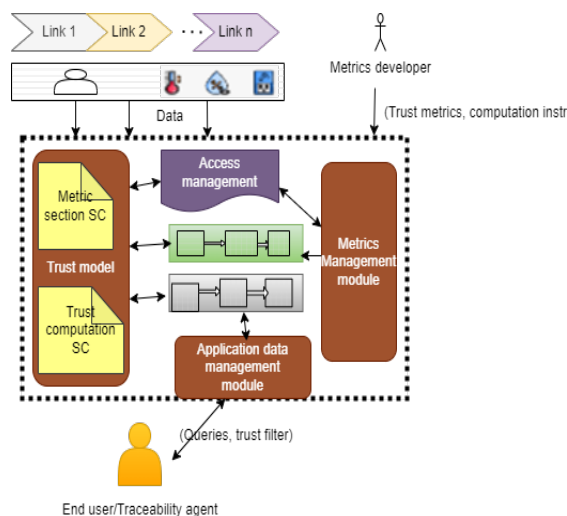 Link 1
Link 2
Link n
Metrics developer
Data
(Trust metrics, computation instr
Access
management
Metric
section SC
Trust model
Metrics
Management
module
Trust
computation
SC
Application data
management
module
(Queries, trust filter)
End user/Traceability agent